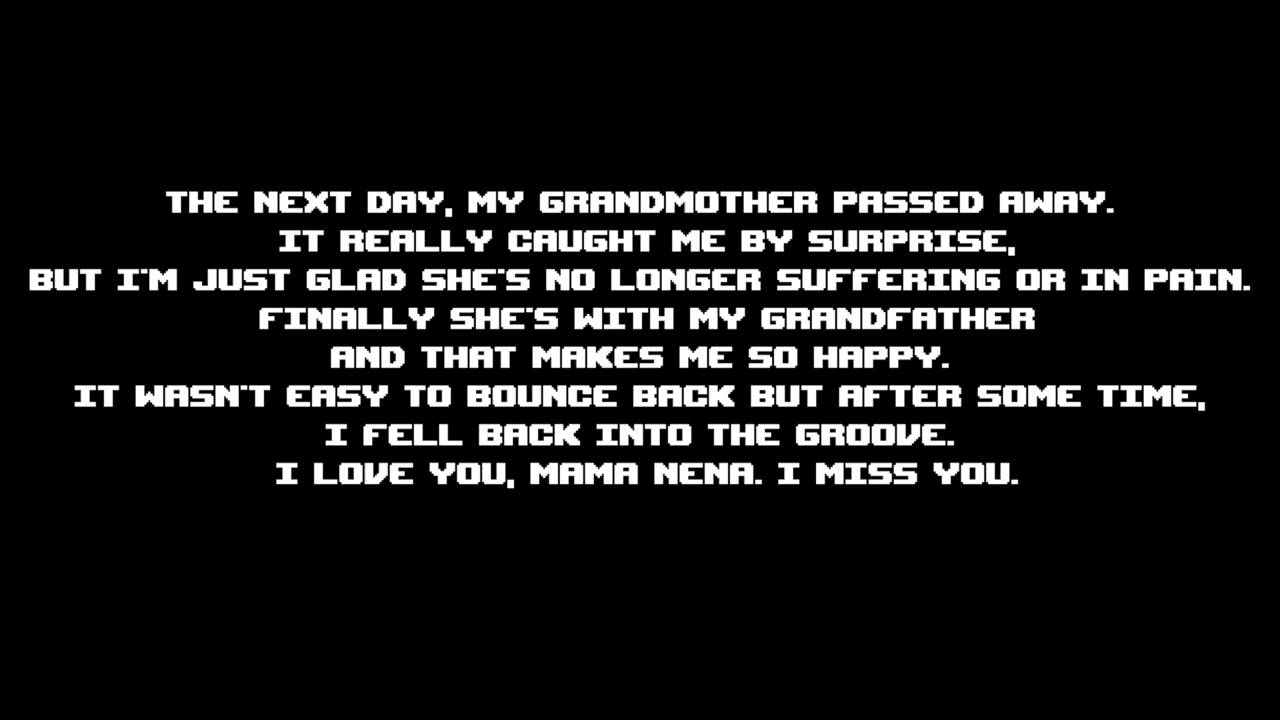 THE NEXT DAY, MY GRANDMOTHER PASSED AWAY.
IT REALLY CAUGHT ME BY SURPRISE,
BUT I'M JUST GLAD SHE'S NO LONGER SUFFERING OR IN PAIN.
FINALLY SHE'S WITH MY GRANDFATHER
AND THAT MAKES ME SO HAPPY.
IT WASN'T EASY TO BOUNCE BACK BUT AFTER SOME TIME,
I FELL BACK INTO THE GROOVE.
I LOVE YOU, MAMA NENA. I MISS YOU.